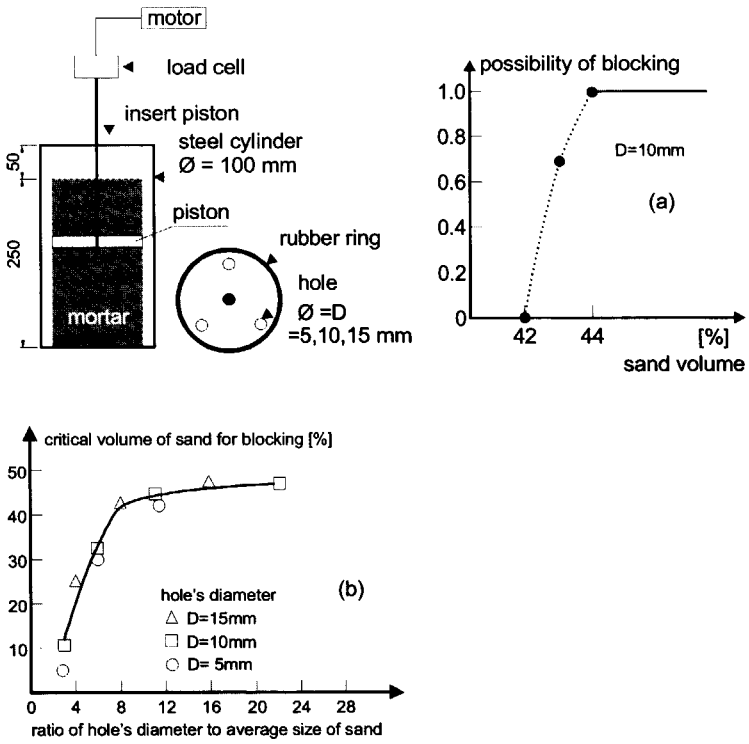 motor
load cell
insert piston
steel cylinder
Ø = 100 mm
50
piston
250
mortar
rubber ring
hole
Ø =D
=5,10,15 mm
possibility of blocking
1.0
0.8
0.6
0.4
0.2
0
D=10mm
(a)
42
44
[%]
sand volume
critical volume of sand for blocking [%]
50
40
30
20
10
hole's diameter
D=15mm
D=10mm
D= 5mm
(b)
0
4
8
12
16
20
24
28
ratio of hole's diameter to average size of sand